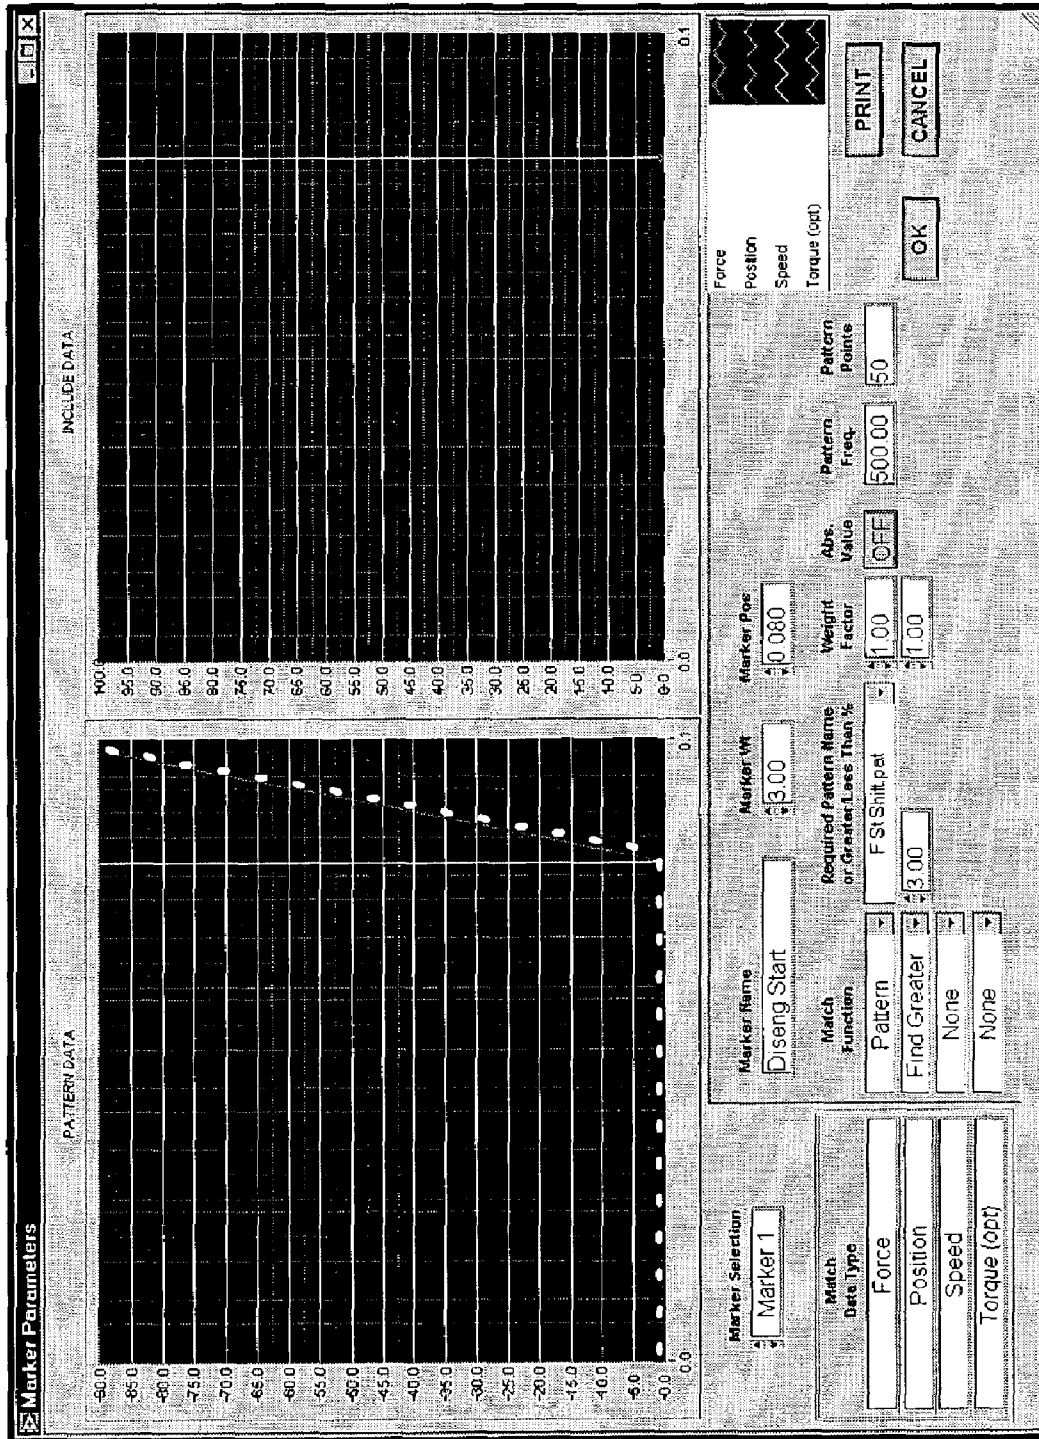 Marker Parameters
PATTERN DATA
INCLUDE DATA
-90.0
-85.0
-80.0
-75.0
-70.0
-65.0
-60.0
-55.0
-50.0
-45.0
-40.0
-35.0
-30.0
-25.0
-20.0
-15.0
-10.0
-5.0
-0.0
0.0
0.1
100.0
95.0
90.0
85.0
80.0
75.0
70.0
65.0
60.0
55.0
50.0
45.0
40.0
35.0
30.0
25.0
20.0
15.0
10.0
5.0
0.0
0.0
0.1
Marker Selection
Marker 1
Marker Name
Diseng Start
Marker Wt
3.00
Marker Pos
0.080
Force
Position
Speed
Torque (opt)
Match
Data Type
Force
Position
Speed
Torque (opt)
Match
Function
Pattern
Find Greater
None
None
Required Pattern Name
or Greater/Less Than %
F St Shift.pat
3.00
Weight
Factor
1.00
1.00
Abs.
Value
OFF
Pattern
Freq.
500.00
Pattern
Points
50
PRINT
OK
CANCEL